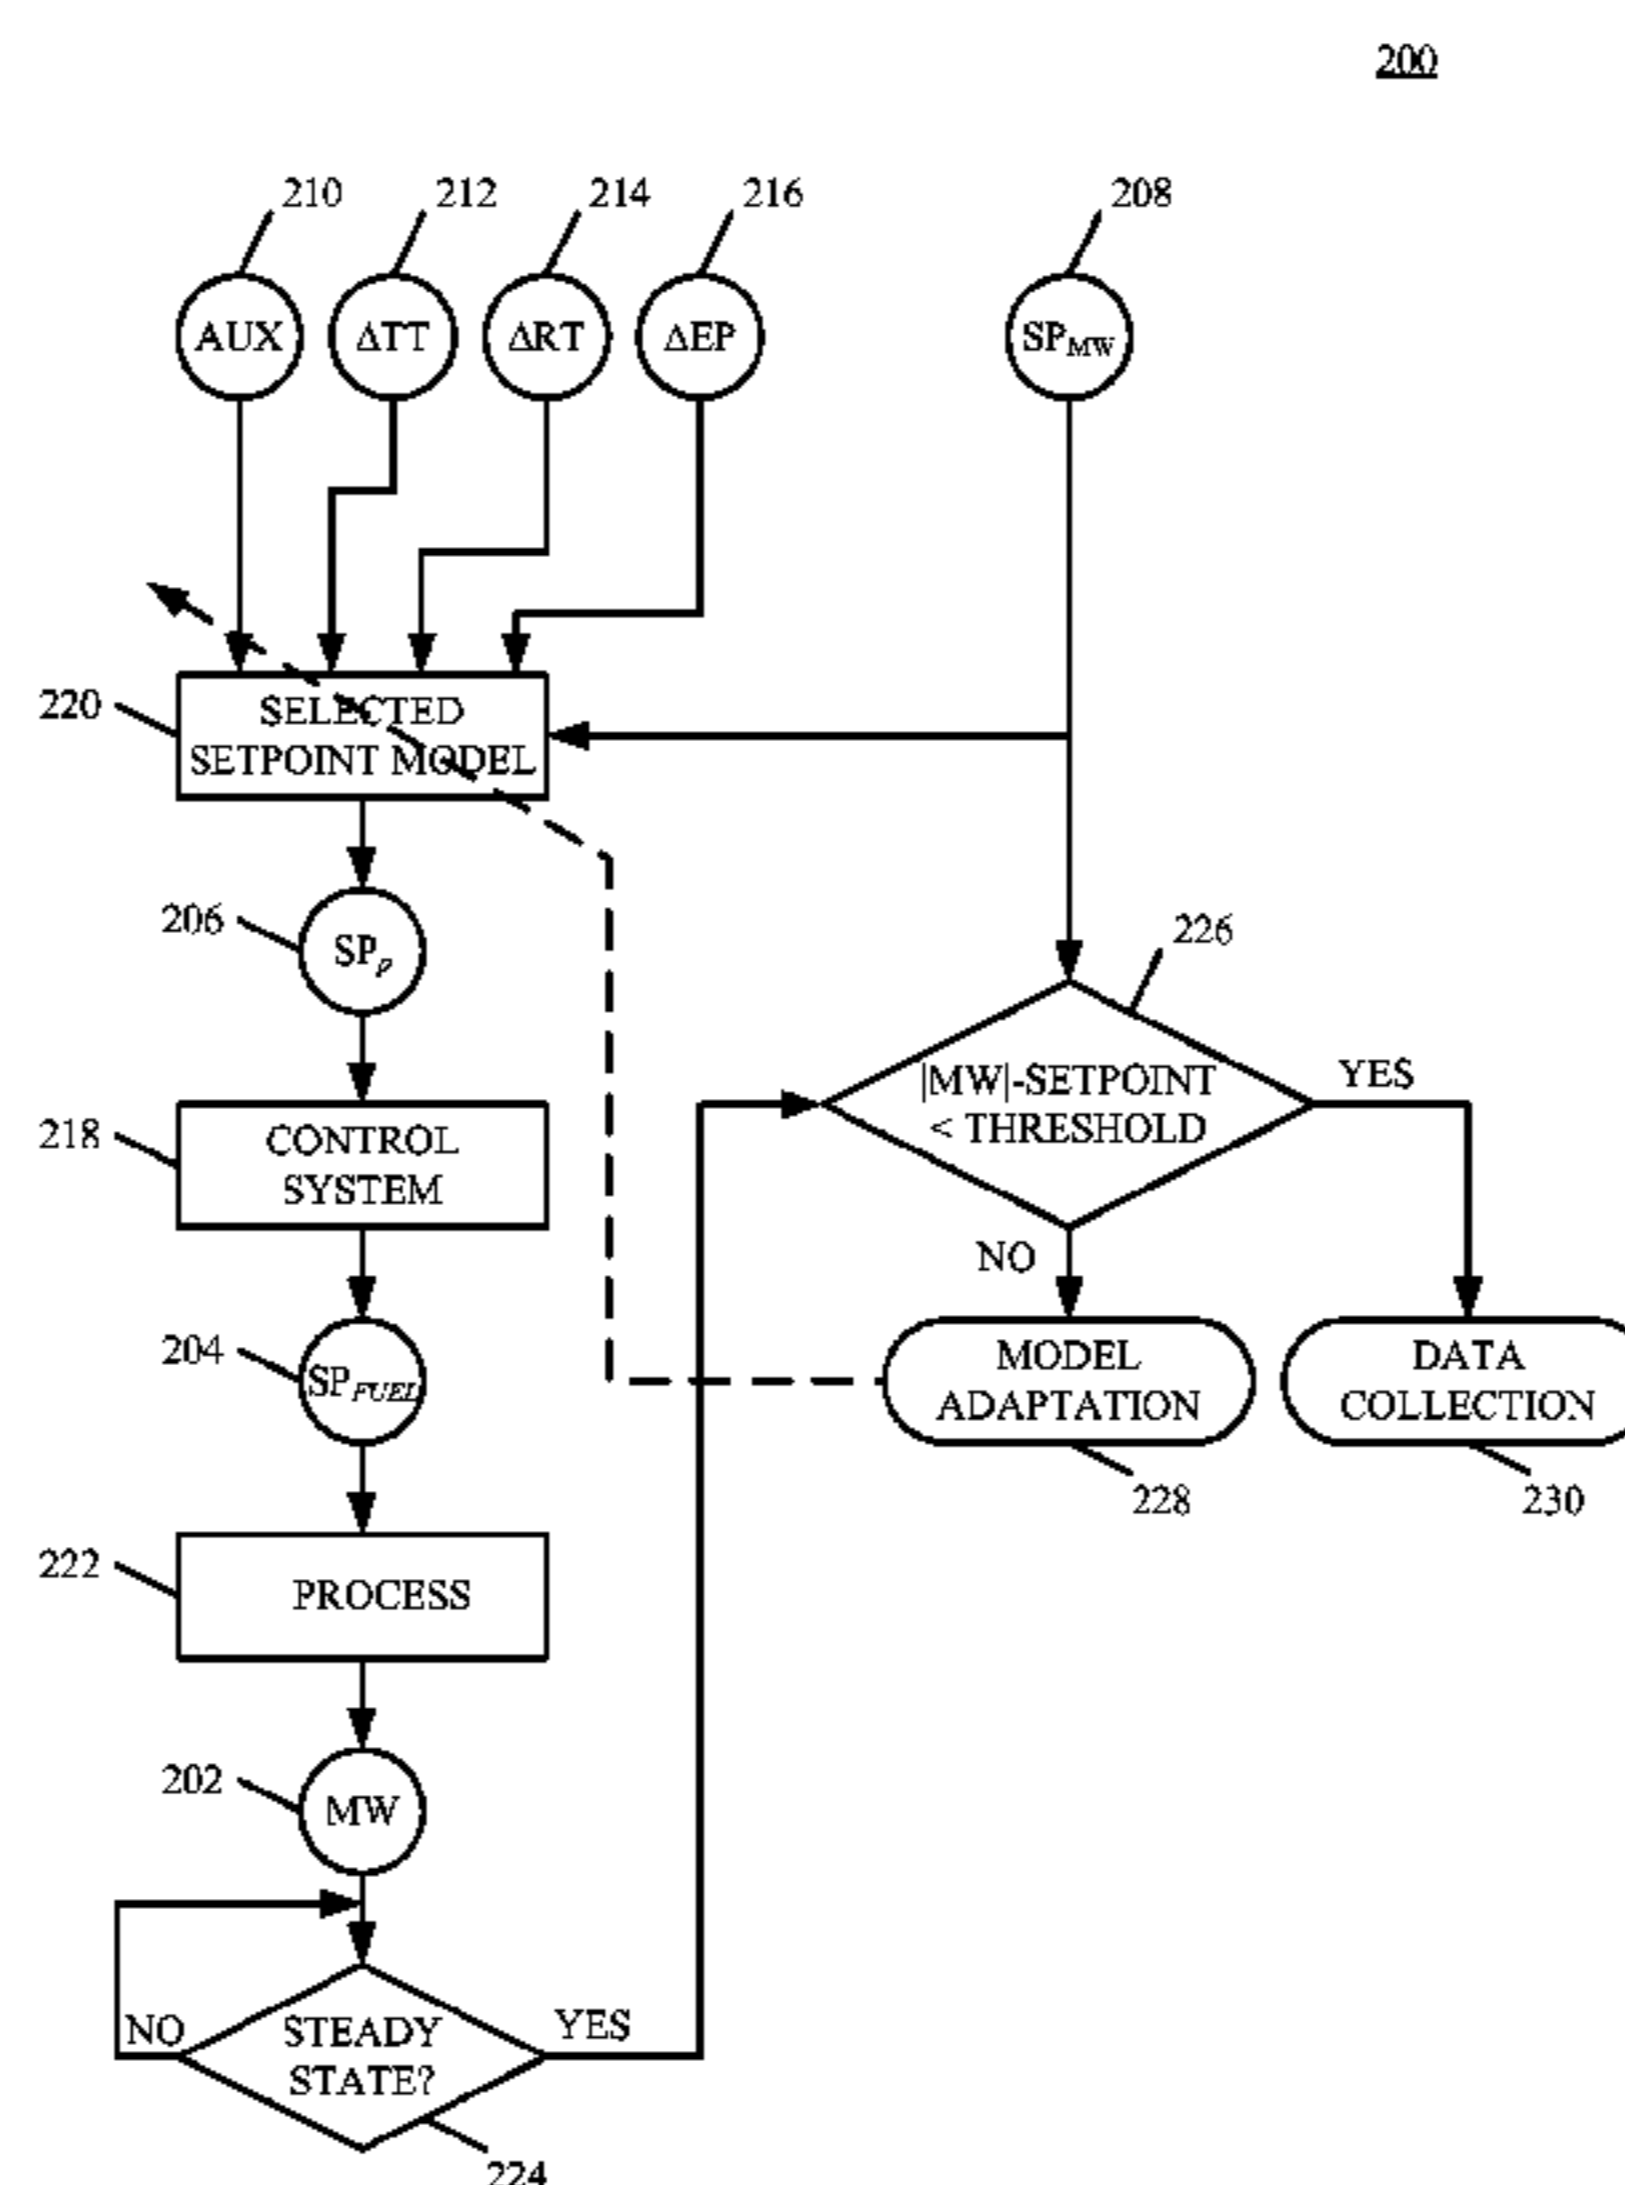 200
210
212
214
216
208
AUX
ΔTT
ΔRT
ΔEP
SPMW
220
SELECTED
SETPOINT MODEL
206
SPρ
226
218
CONTROL
SYSTEM
|MW|-SETPOINT
< THRESHOLD
YES
NO
204
SPFUEL
MODEL
ADAPTATION
DATA
COLLECTION
228
230
222
PROCESS
202
MW
NO
STEADY
STATE?
YES
224